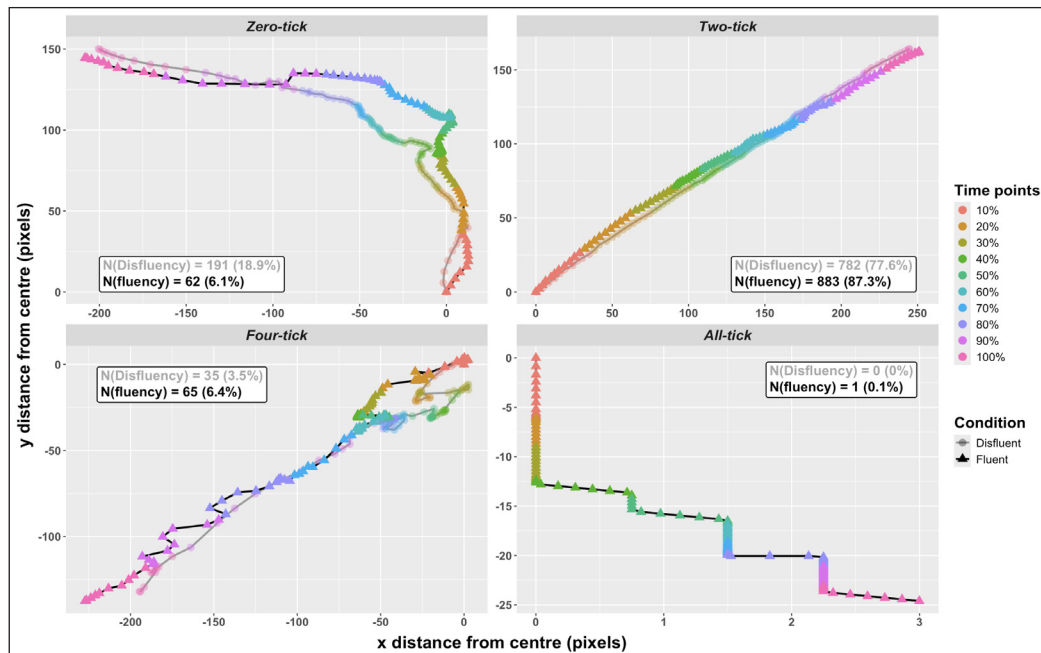 Zero-tick
Two-tick
150
100
50
0
-200
-150
-100
-50
0
N(Disfluency) = 191 (18.9%)
N(fluency) = 62 (6.1%)
150
100
50
0
0
50
100
150
200
250
N(Disfluency) = 782 (77.6%)
N(fluency) = 883 (87.3%)
Four-tick
All-tick
0
-50
-100
-200
-150
-100
-50
0
N(Disfluency) = 35 (3.5%)
N(fluency) = 65 (6.4%)
-0
-5
-10
-15
-20
-25
0
1
2
3
N(Disfluency) = 0 (0%)
N(fluency) = 1 (0.1%)
y distance from centre (pixels)
x distance from centre (pixels)
Time points
10%
20%
30%
40%
50%
60%
70%
80%
90%
100%
Condition
Disfluent
Fluent